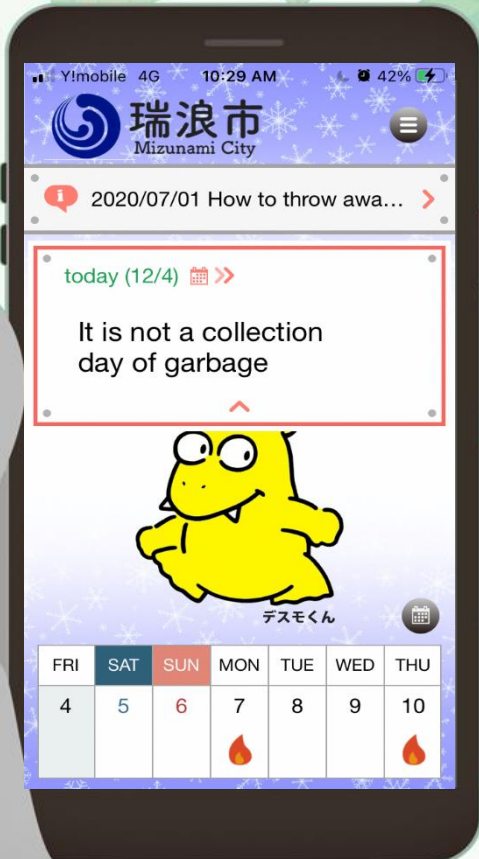 Y!mobile 4G 10:29 AM 42%
瑞浪市
Mizunami City
2020/07/01 How to throw awa...
today (12/4)
It is not a collection
day of garbage
デスモくん
FRI SAT SUN MON TUE WED THU
4 5 6 7 8 9 10